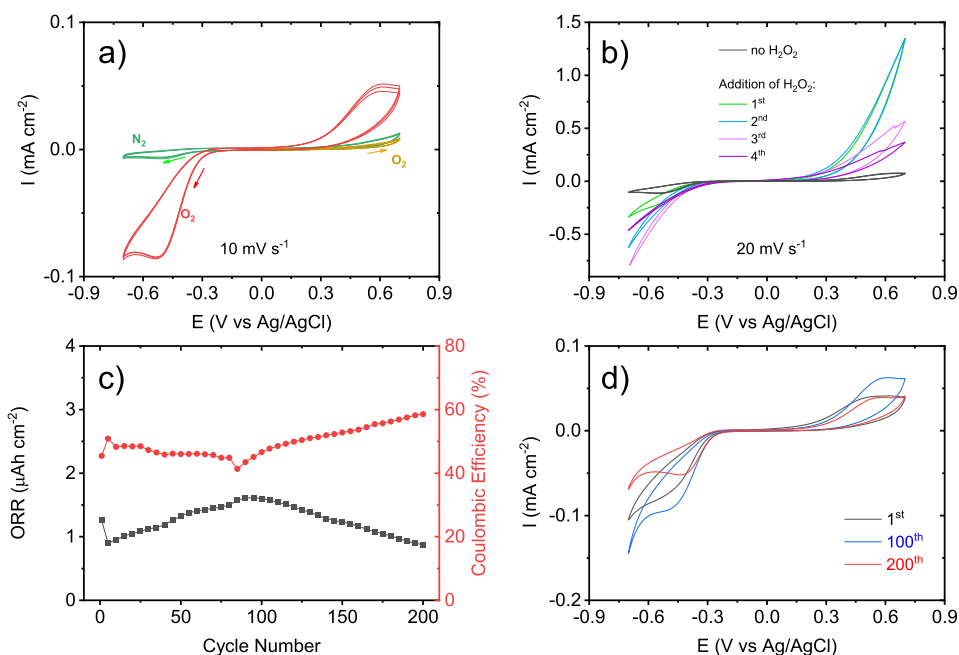 a)
I (mA cm-2)
0.1
0.0
-0.1
N2
O2
O2
10 mV s-1
-0.9 -0.6 -0.3 0.0 0.3 0.6 0.9
E (V vs Ag/AgCl)
b)
I (mA cm-2)
1.5
1.0
0.5
0.0
-0.5
no H2O2
Addition of H2O2:
1st
2nd
3rd
4th
20 mV s-1
-0.9 -0.6 -0.3 0.0 0.3 0.6 0.9
E (V vs Ag/AgCl)
c)
ORR (μAh cm-2)
4
3
2
1
0
Coulombic Efficiency (%)
80
60
40
20
0
0 25 50 75 100 125 150 175 200
Cycle Number
d)
I (mA cm-2)
0.1
0.0
-0.1
-0.2
1st
100th
200th
-0.9 -0.6 -0.3 0.0 0.3 0.6 0.9
E (V vs Ag/AgCl)